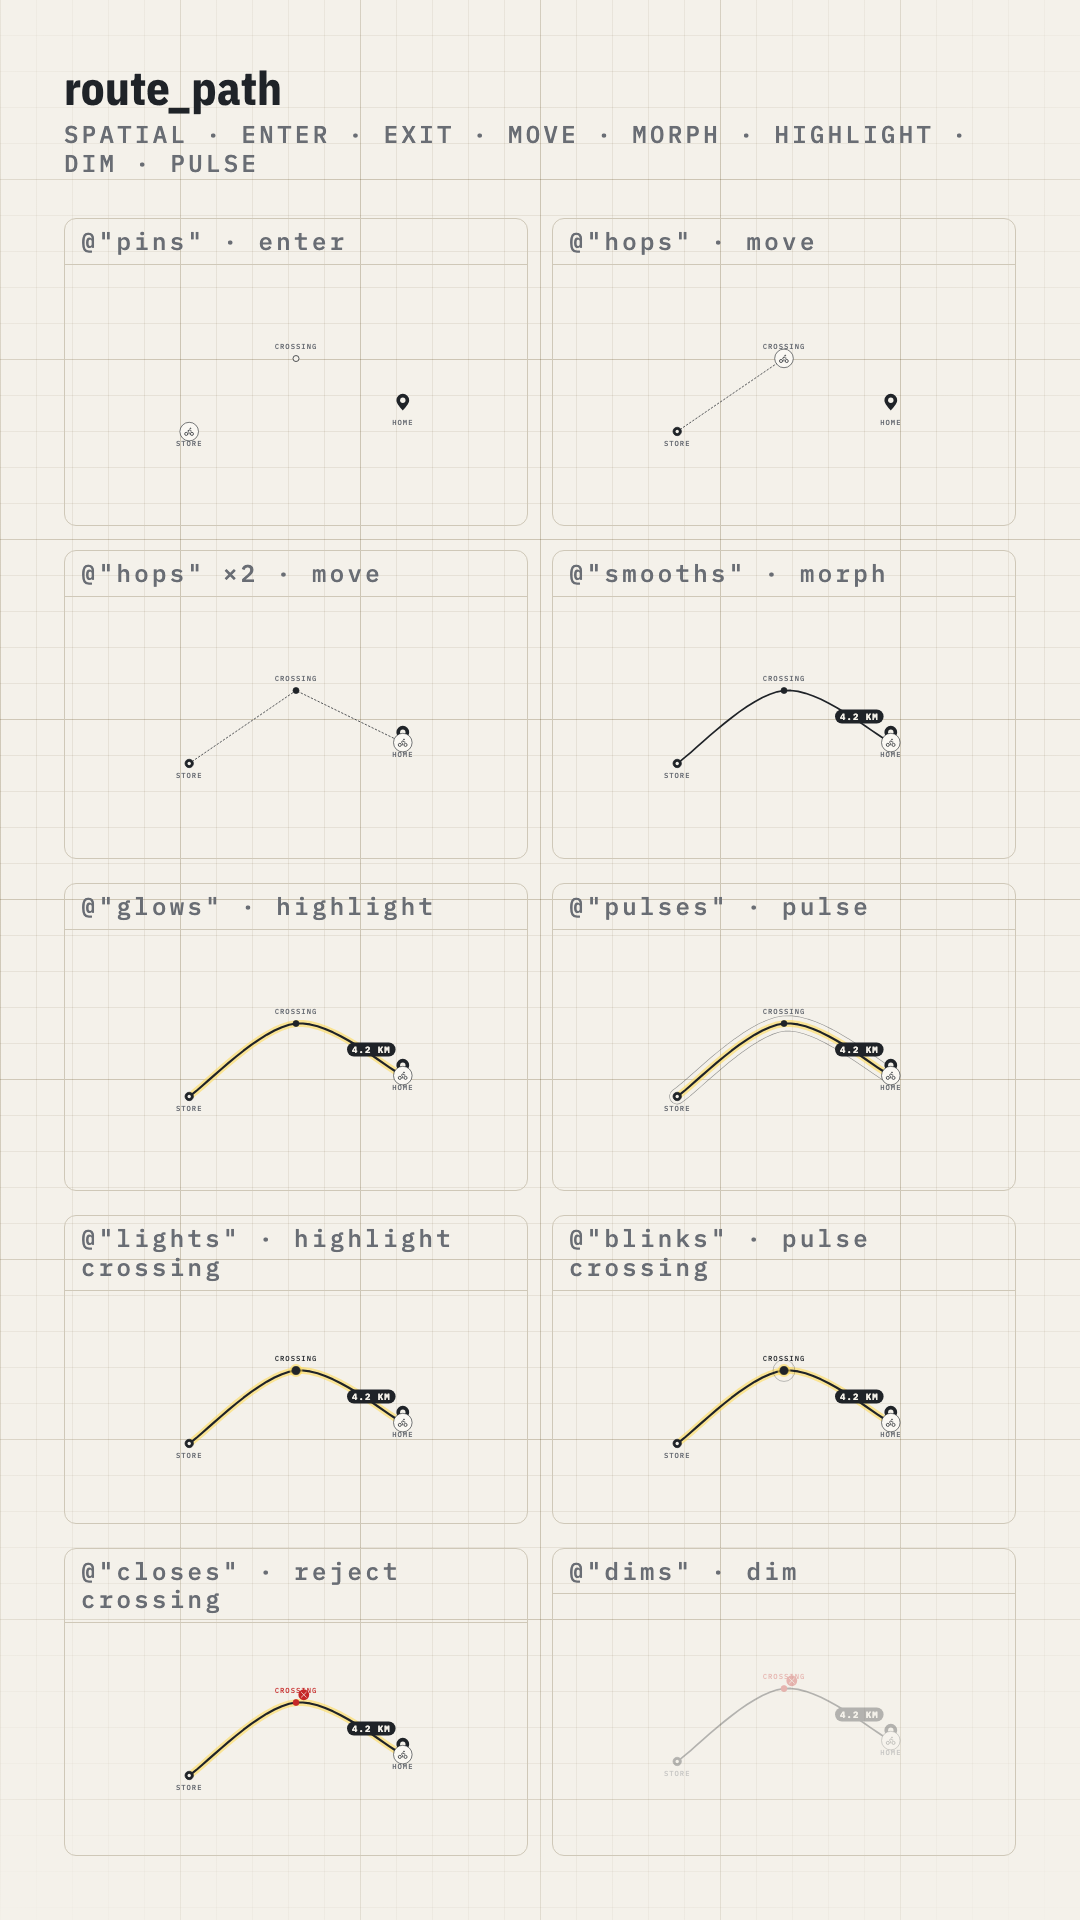 route_path
SPATIAL · ENTER · EXIT · MOVE · MORPH · HIGHLIGHT ·
DIM · PULSE
@"pins" · enter
CROSSING
HOME
STORE
@"hops" · move
CROSSING
HOME
STORE
@"hops" ×2 · move
CROSSING
HOME
STORE
@"smooths" · morph
CROSSING
4.2 KM
HOME
STORE
@"glows" · highlight
CROSSING
4.2 KM
HOME
STORE
@"pulses" · pulse
CROSSING
4.2 KM
HOME
STORE
@"lights" · highlight
crossing
CROSSING
4.2 KM
HOME
STORE
@"blinks" · pulse
crossing
CROSSING
4.2 KM
HOME
STORE
@"closes" · reject
crossing
CROSSING
4.2 KM
HOME
STORE
@"dims" · dim
CROSSING
4.2 KM
HOME
STORE